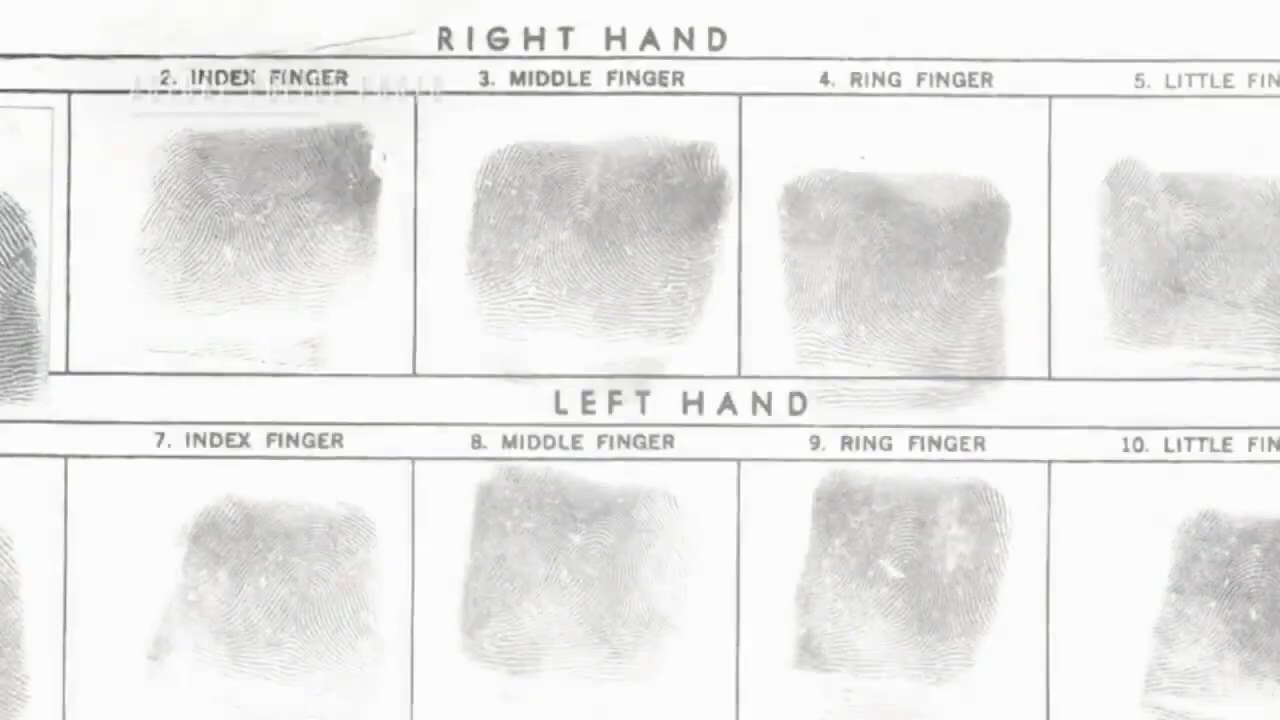 RIGHT HAND
2. INDEX FINGER 3. MIDDLE FINGER 4. RING FINGER 5. LITTLE FIN
LEFT HAND
7. INDEX FINGER 8. MIDDLE FINGER 9. RING FINGER 10. LITTLE FIN